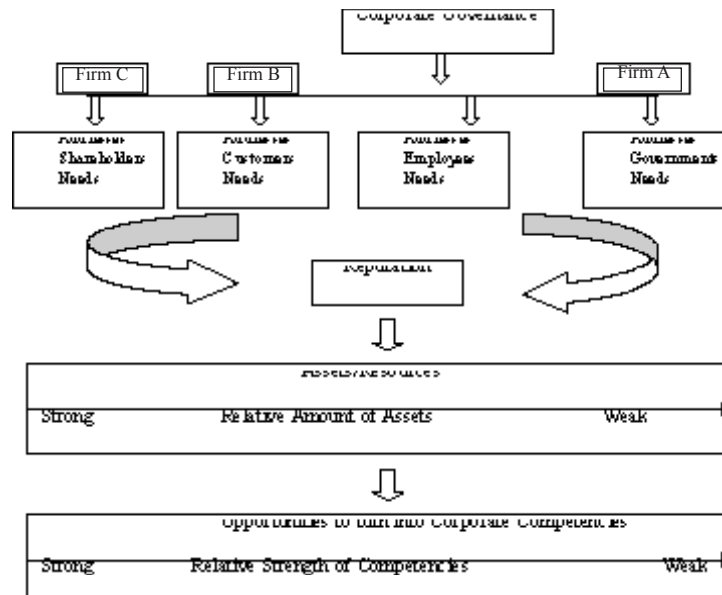 Corporate Governance
Firm C
Firm B
Firm A
Shareholders
Needs
Customers
Needs
Employees
Needs
Government
Needs
Reputation
Assets/Resources
Strong Relative Amount of Assets Weak
Opportunities to turn into Corporate Competencies
Strong Relative Strength of Competencies Weak